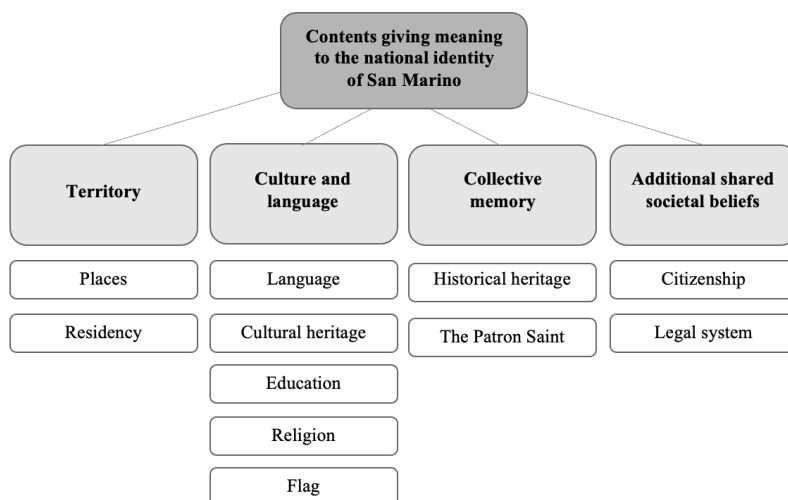 Contents giving meaning
to the national identity
of San Marino
Territory
Culture and
language
Collective
memory
Additional shared
societal beliefs
Places
Language
Historical heritage
Citizenship
Residency
Cultural heritage
The Patron Saint
Legal system
Education
Religion
Flag